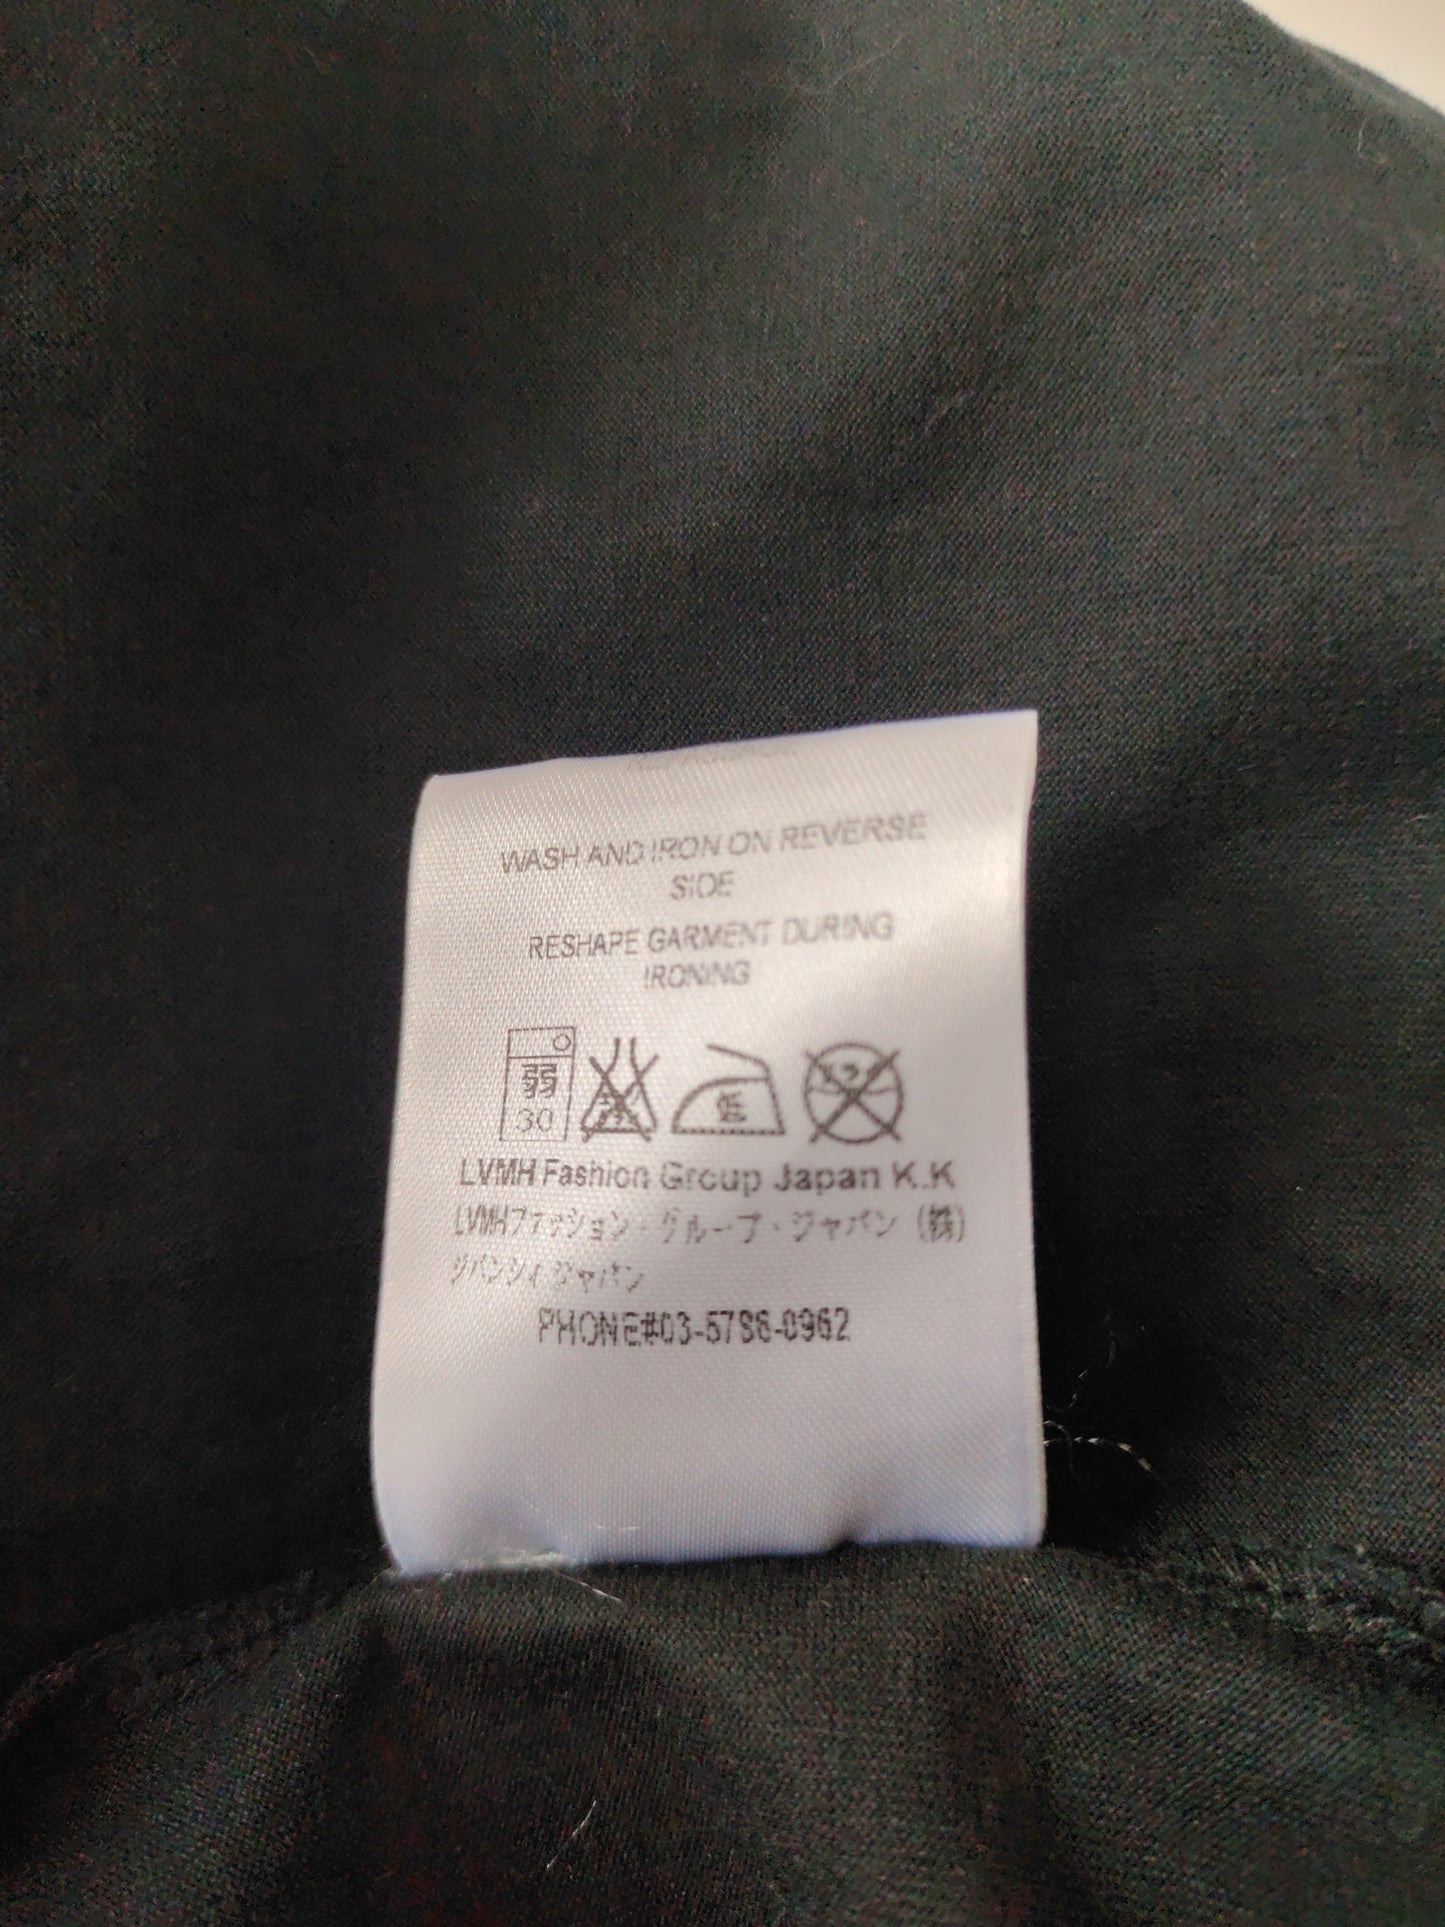 WASH AND IRON ON REVERSE
SIDE
RESHAPE GARMENT DURING
IRONING
弱
30
低
LVMH Fashion Group Japan K.K
LVMHファッション・グループ・ジャパン (株)
ジバンシィ ジャパン
PHONE#03-5786-0962